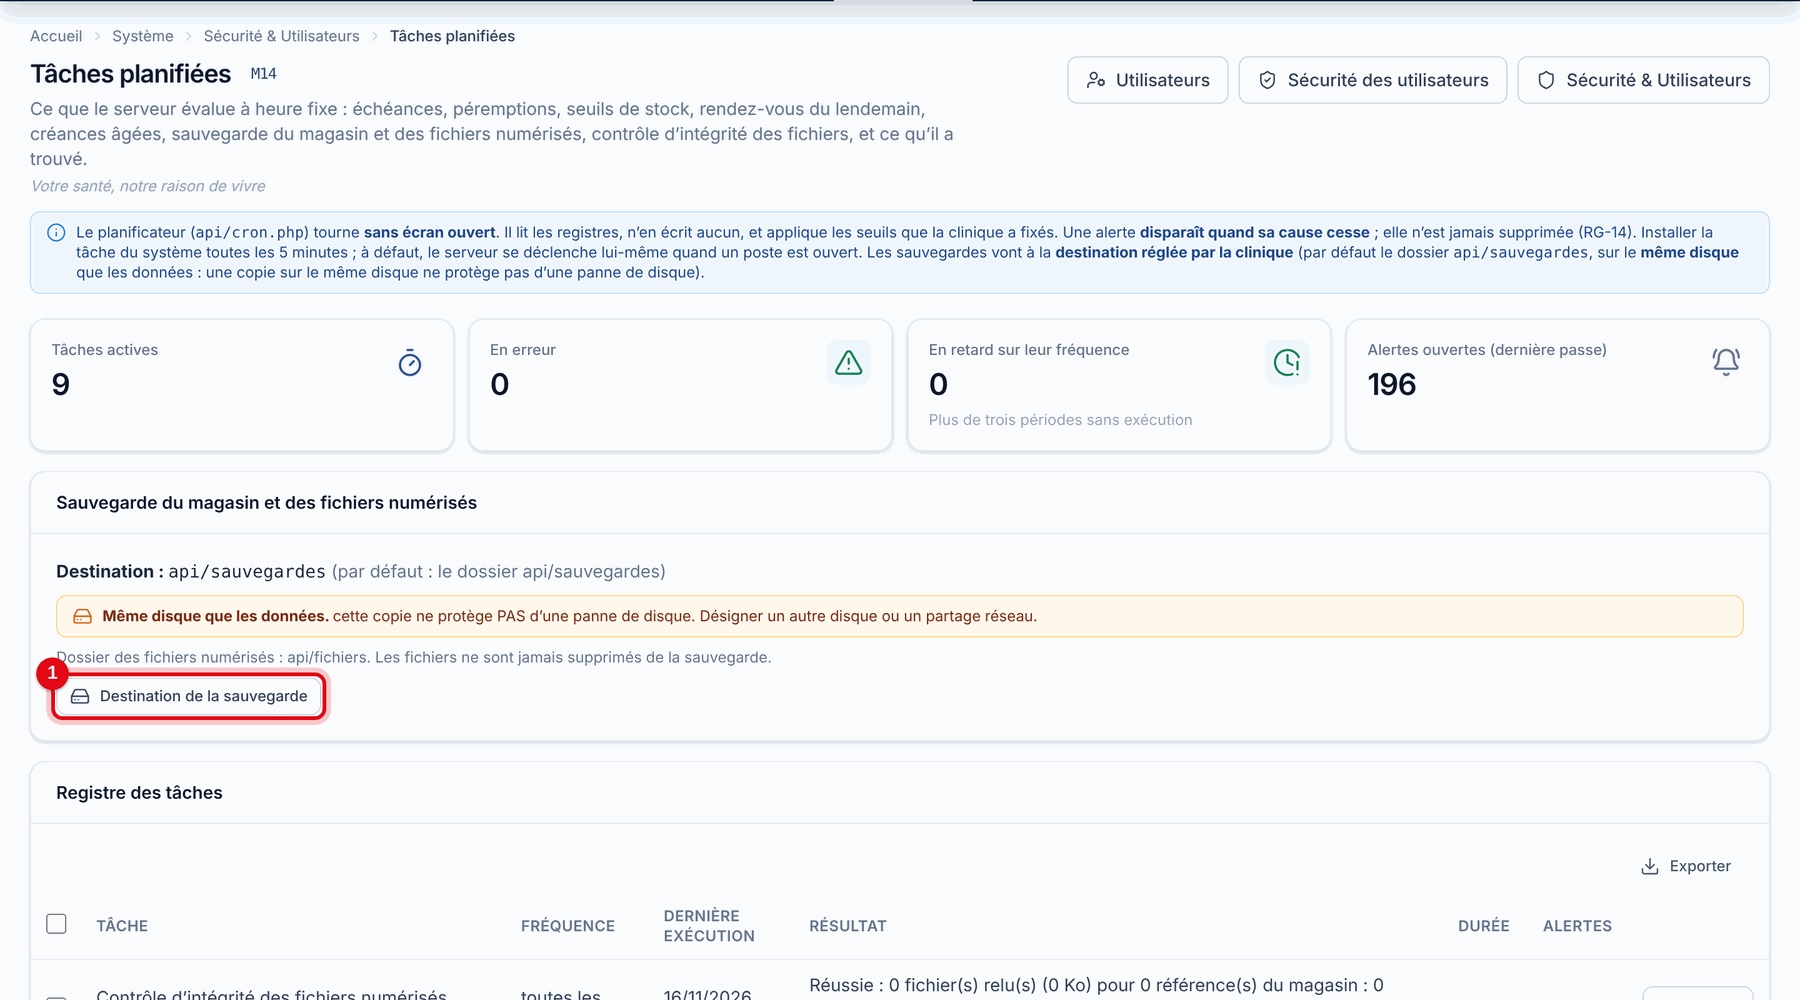 Accueil > Système > Sécurité & Utilisateurs > Tâches planifiées
Tâches planifiées M14
Utilisateurs
Sécurité des utilisateurs
Sécurité & Utilisateurs
Ce que le serveur évalue à heure fixe : échéances, péremptions, seuils de stock, rendez-vous du lendemain,
créances âgées, sauvegarde du magasin et des fichiers numérisés, contrôle d’intégrité des fichiers, et ce qu’il a
trouvé.
Votre santé, notre raison de vivre
Le planificateur (api/cron.php) tourne sans écran ouvert. Il lit les registres, n’en écrit aucun, et applique les seuils que la clinique a fixés. Une alerte disparaît quand sa cause cesse ; elle n’est jamais supprimée (RG-14). Installer la
tâche du système toutes les 5 minutes ; à défaut, le serveur se déclenche lui-même quand un poste est ouvert. Les sauvegardes vont à la destination réglée par la clinique (par défaut le dossier api/sauvegardes, sur le même disque
que les données : une copie sur le même disque ne protège pas d’une panne de disque).
Tâches actives
9
En erreur
0
En retard sur leur fréquence
0
Plus de trois périodes sans exécution
Alertes ouvertes (dernière passe)
196
Sauvegarde du magasin et des fichiers numérisés
Destination : api/sauvegardes (par défaut : le dossier api/sauvegardes)
Même disque que les données. cette copie ne protège PAS d’une panne de disque. Désigner un autre disque ou un partage réseau.
Dossier des fichiers numérisés : api/fichiers. Les fichiers ne sont jamais supprimés de la sauvegarde.
1
Destination de la sauvegarde
Registre des tâches
Exporter
TÂCHE
FRÉQUENCE
DERNIÈRE
EXÉCUTION
RÉSULTAT
DURÉE
ALERTES
Réussie : 0 fichier(s) relu(s) (0 Ko) pour 0 référence(s) du magasin : 0
Contrôle d’intégrité des fichiers numérisés
toutes les
16/11/2026